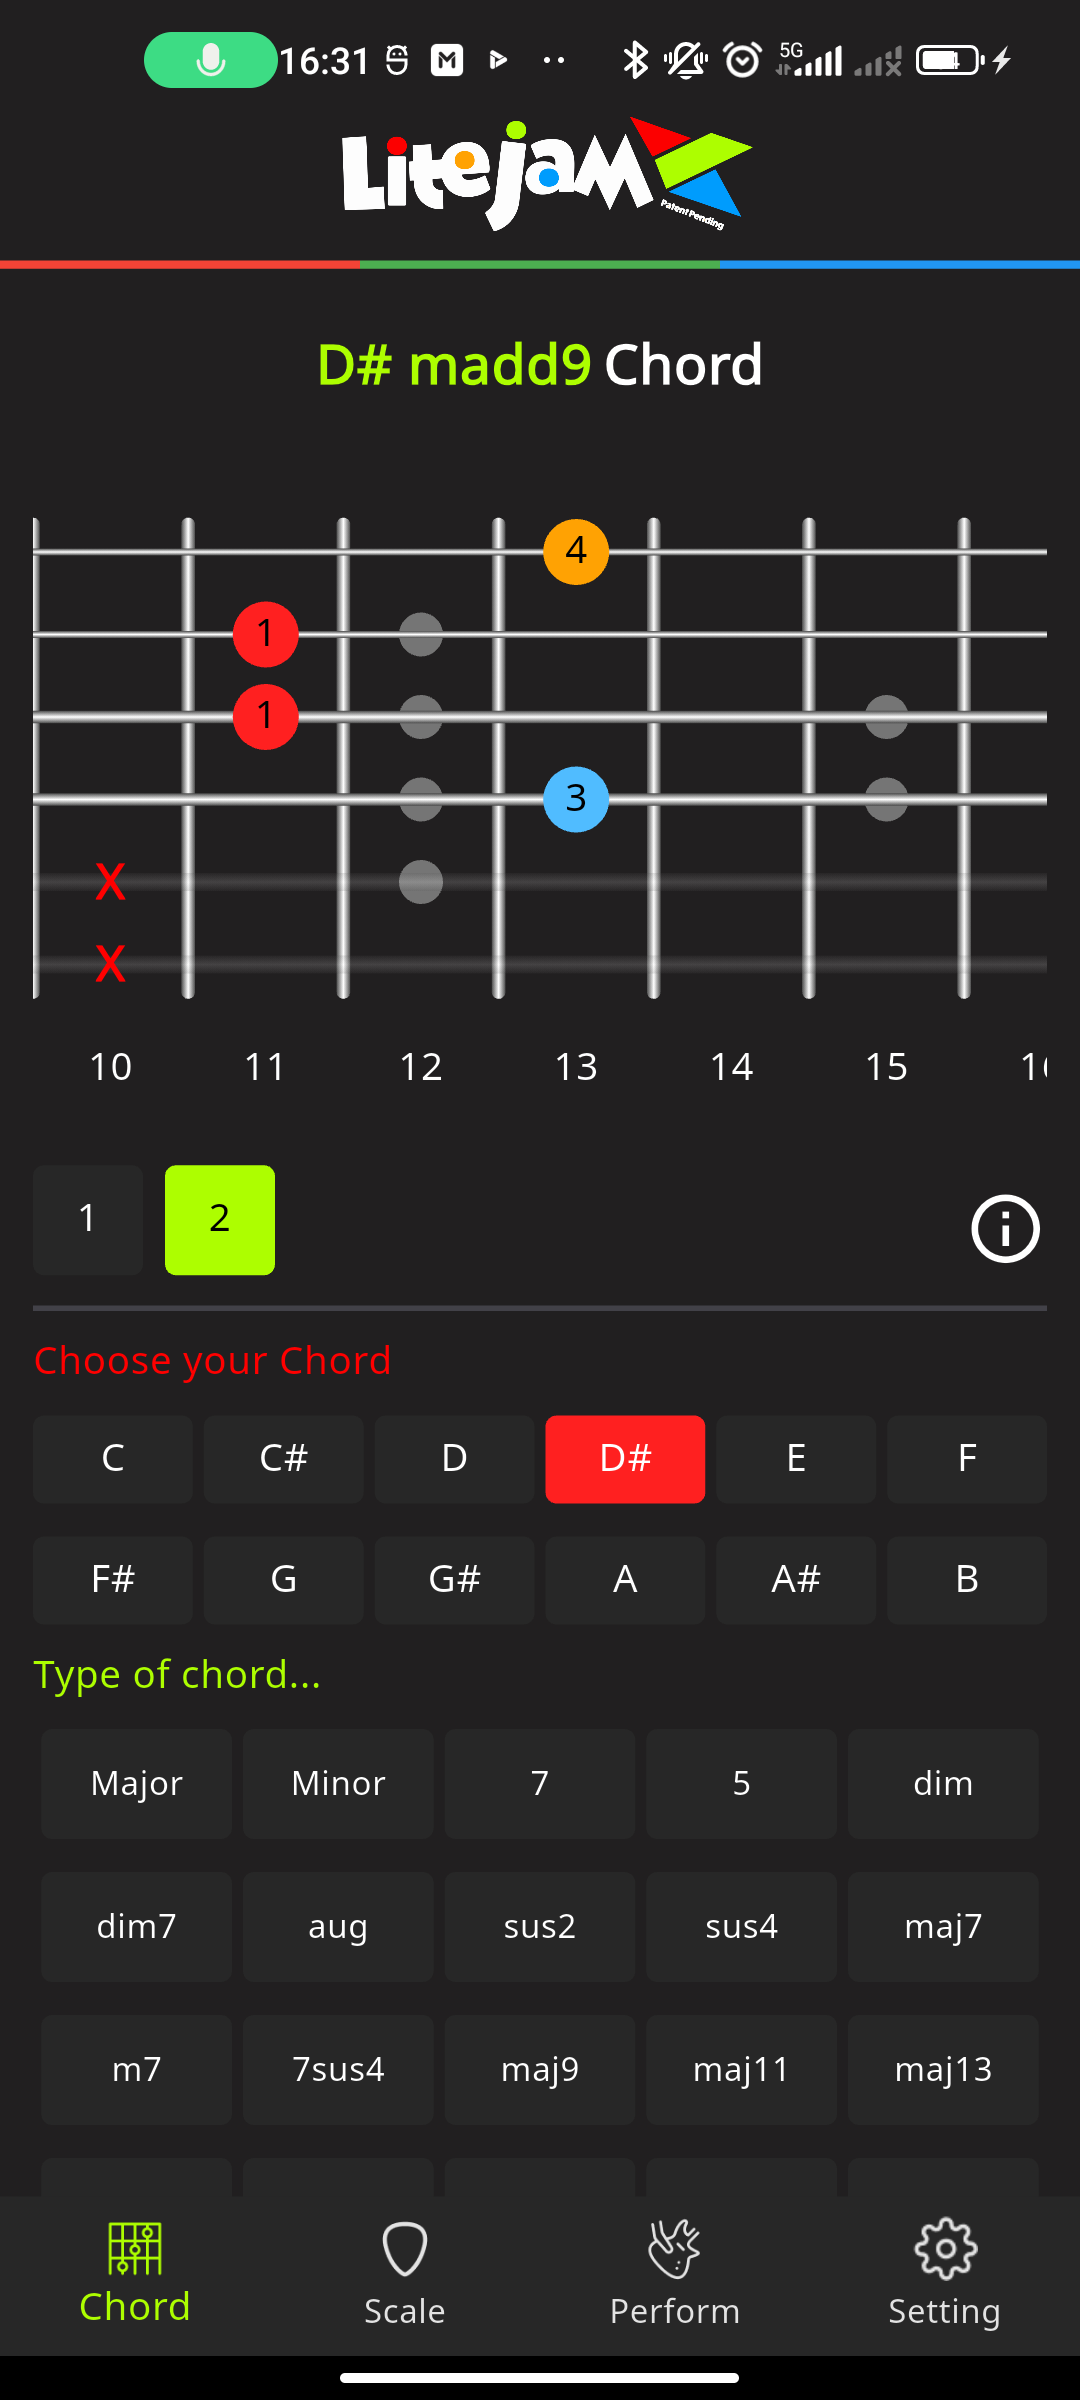 16:31
5G
Litejam
Patent Pending
D# madd9 Chord
4
1
1
3
X
X
10 11 12 13 14 15
1 2
Choose your Chord
C C# D D# E F
F# G G# A A# B
Type of chord...
Major Minor 7 5 dim
dim7 aug sus2 sus4 maj7
m7 7sus4 maj9 maj11 maj13
Chord Scale Perform Setting